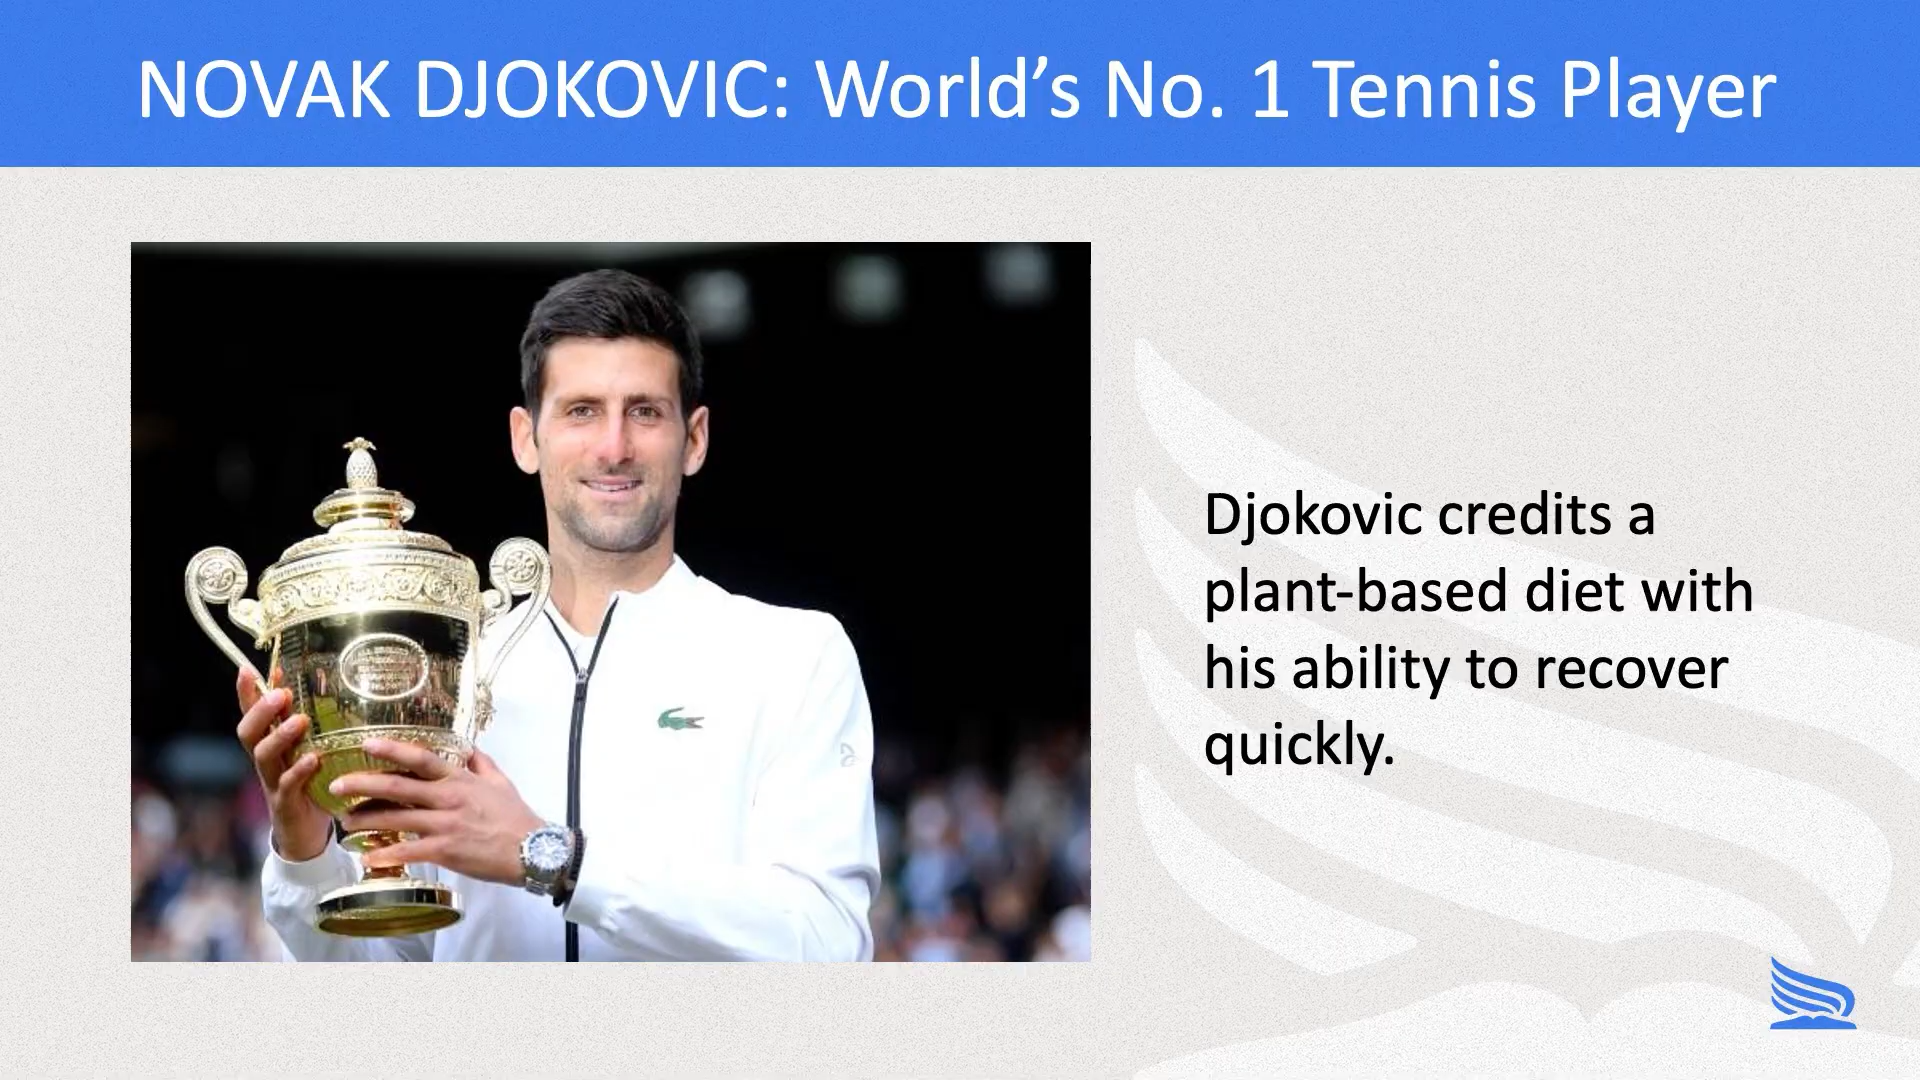 NOVAK DJOKOVIC: World’s No. 1 Tennis Player
Djokovic credits a
plant-based diet with
his ability to recover
quickly.